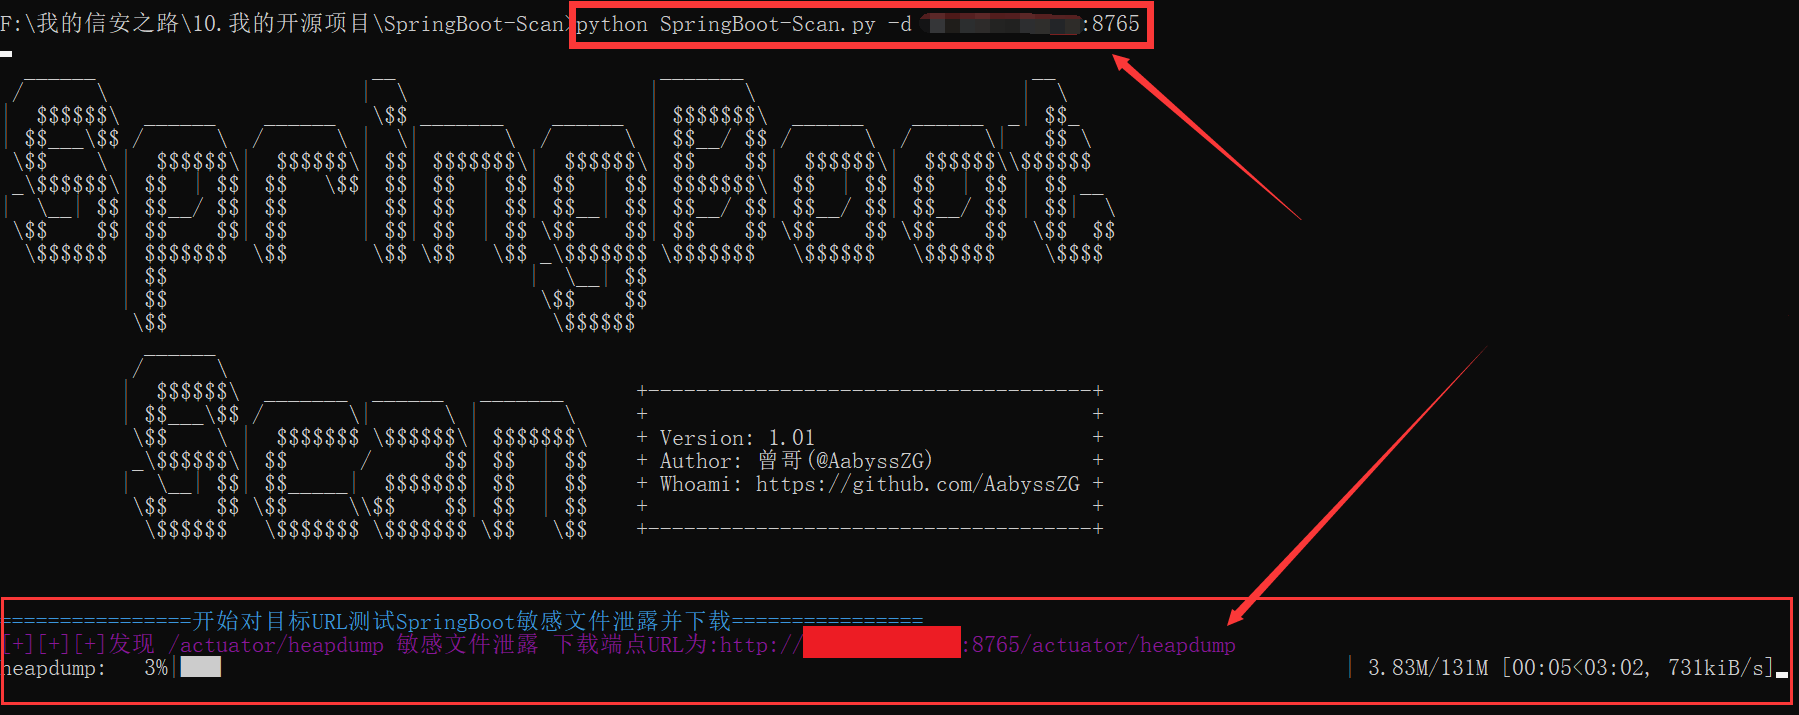 F:\我的信安之路\10.我的开源项目\SpringBoot-Scan>python SpringBoot-Scan.py -d :8765
SpringBoot
Scan
+-------------------------------------+
+ +
+ Version: 1.01 +
+ Author: 曾哥(@AabyssZG) +
+ Whoami: https://github.com/AabyssZG +
+ +
+-------------------------------------+
================开始对目标URL测试SpringBoot敏感文件泄露并下载================
[+][+][+]发现 /actuator/heapdump 敏感文件泄露 下载端点URL为:http:// :8765/actuator/heapdump
heapdump: 3%| | 3.83M/131M [00:05<03:02, 731kiB/s]